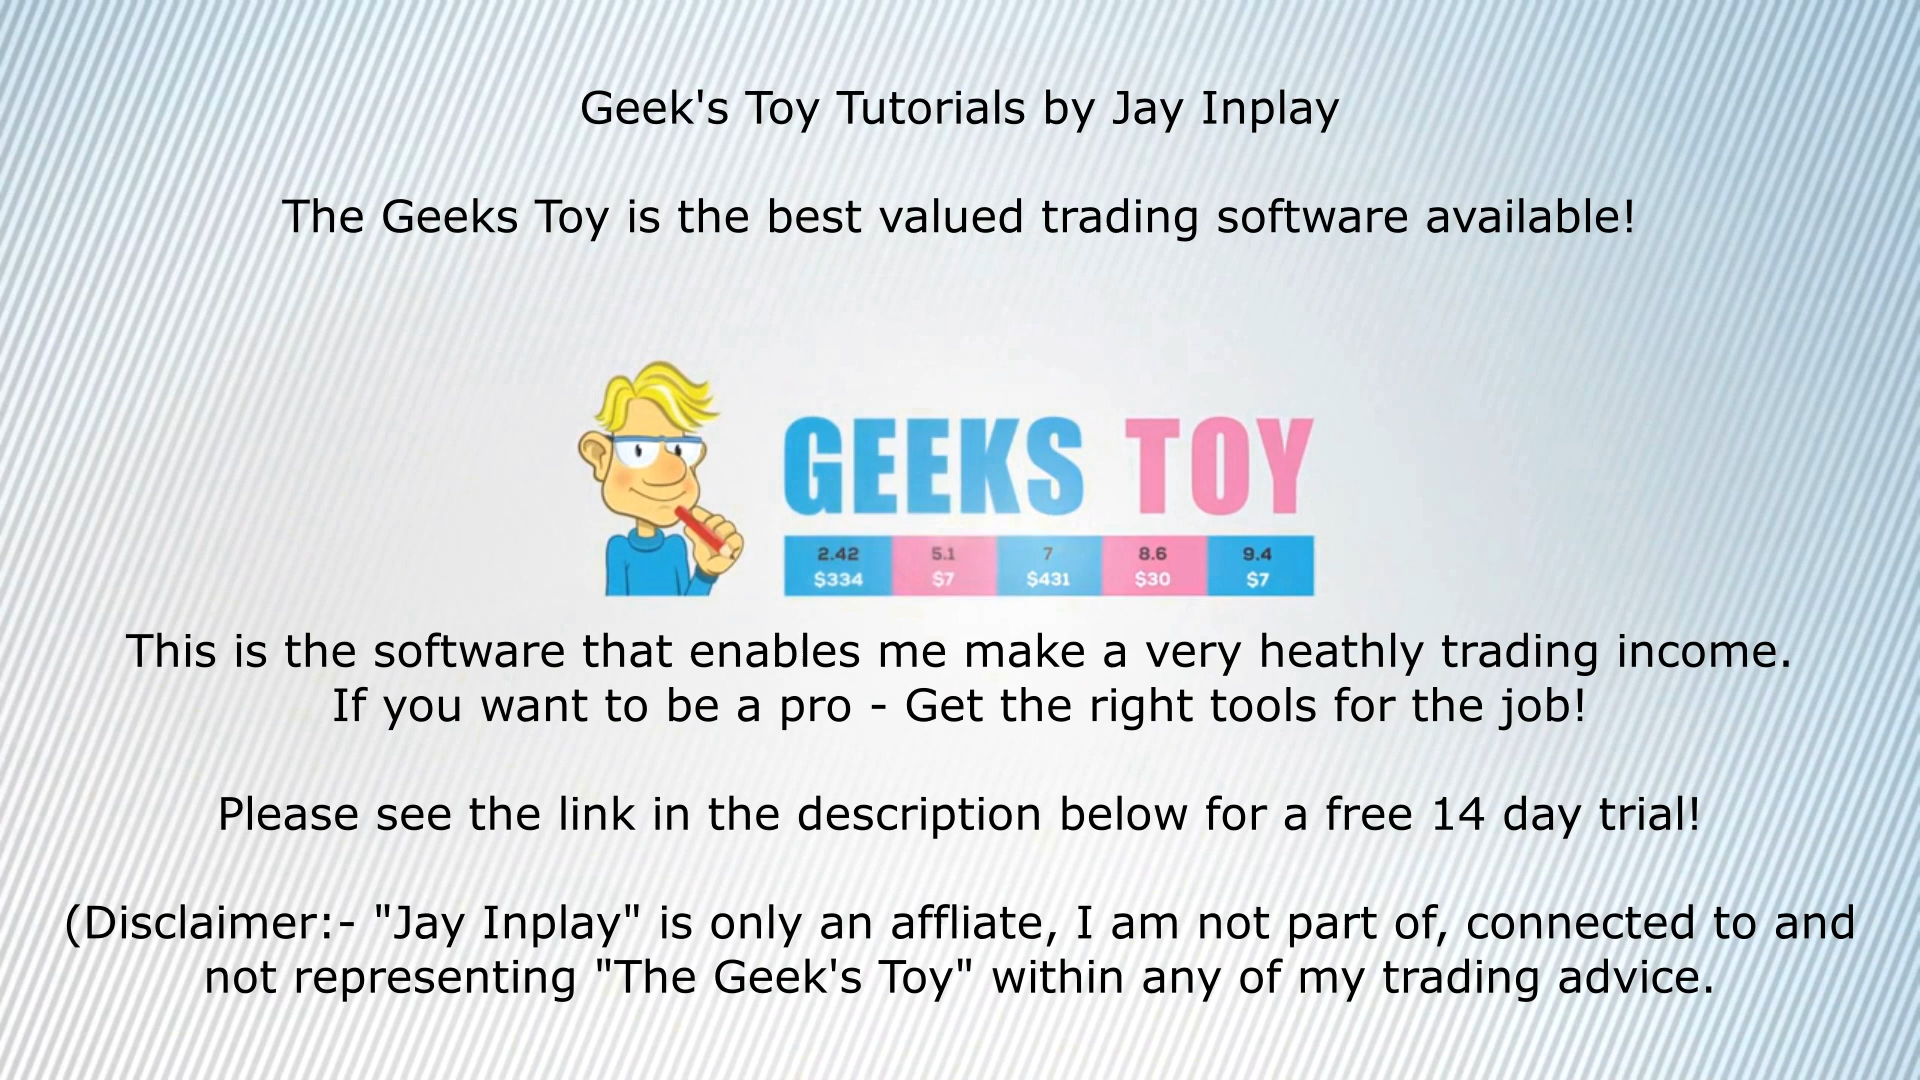 Geek's Toy Tutorials by Jay Inplay
The Geeks Toy is the best valued trading software available!
GEEKS TOY
2.42 5.1 7 8.6 9.4
$334 $7 $431 $30 $7
This is the software that enables me make a very heathly trading income.
If you want to be a pro - Get the right tools for the job!
Please see the link in the description below for a free 14 day trial!
(Disclaimer:- "Jay Inplay" is only an affliate, I am not part of, connected to and
not representing "The Geek's Toy" within any of my trading advice.